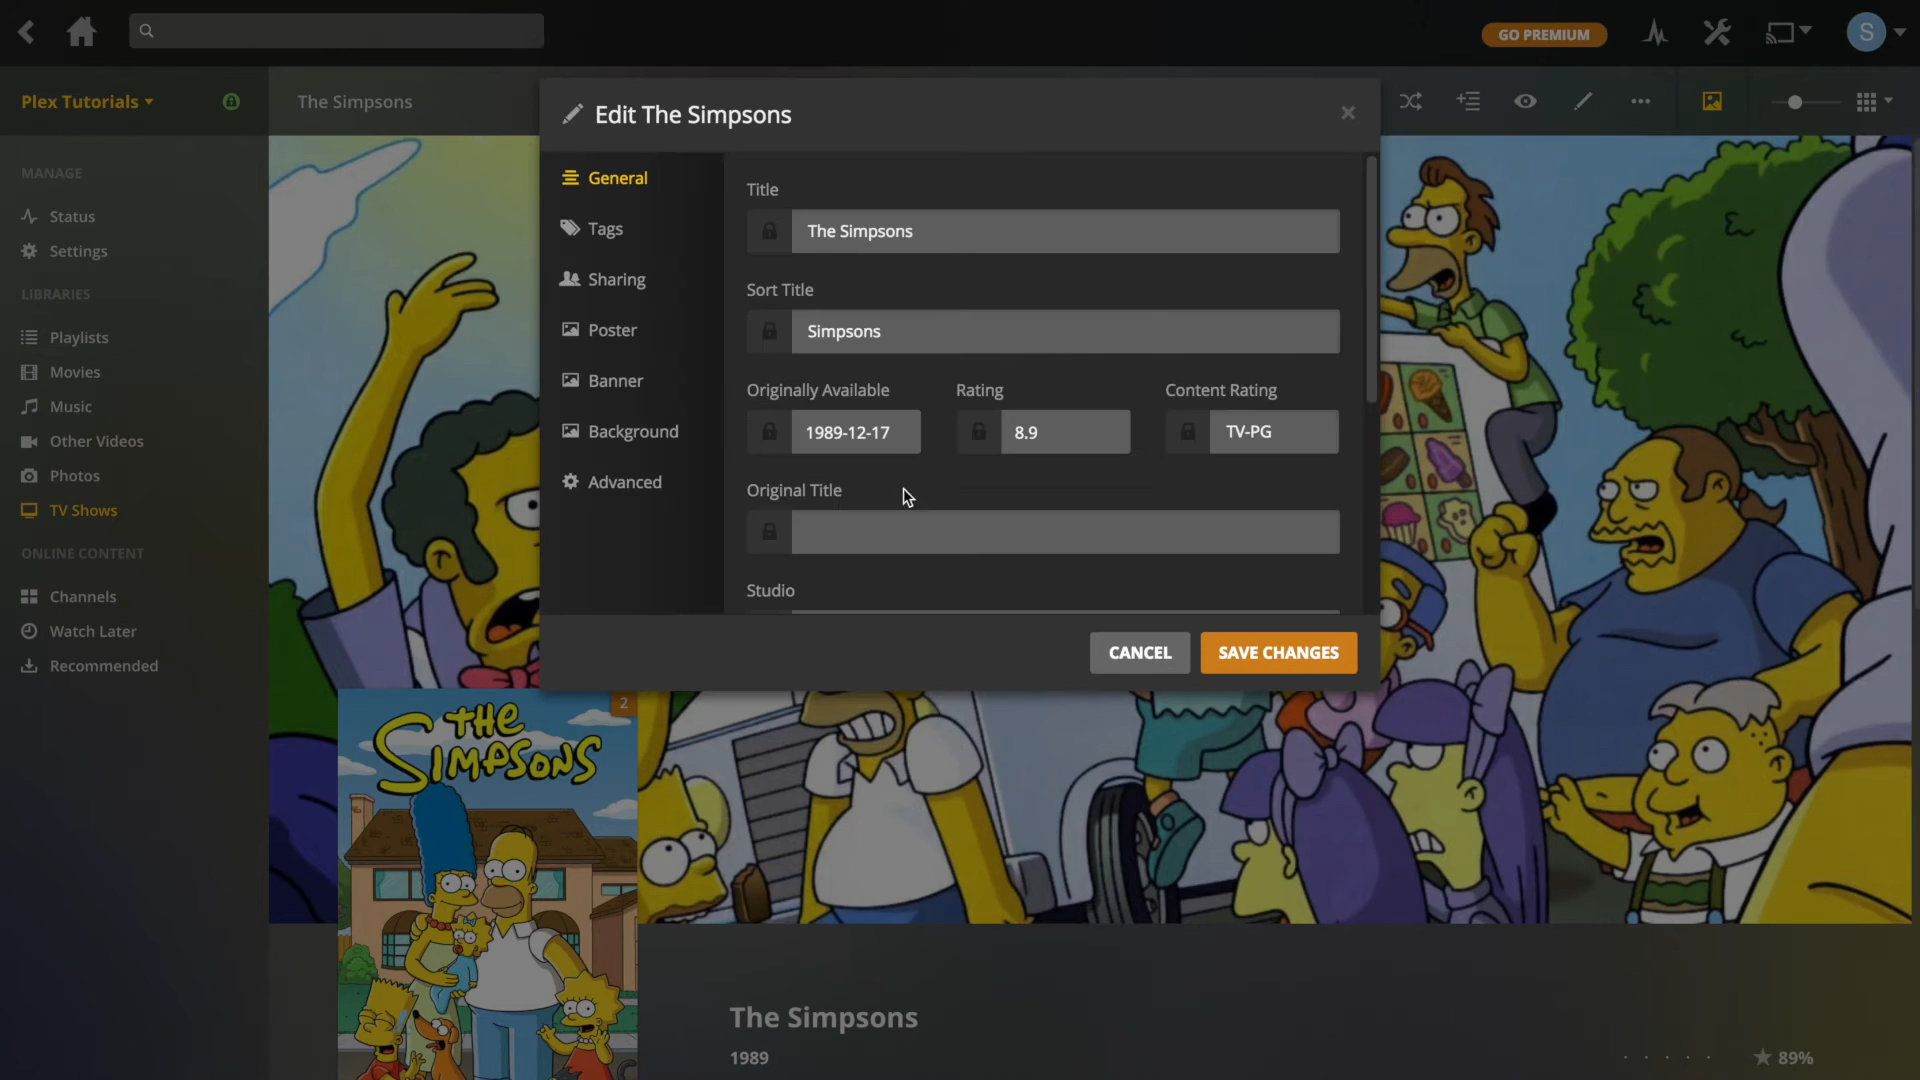 GO PREMIUM
S
Plex Tutorials
The Simpsons
MANAGE
Status
Settings
LIBRARIES
Playlists
Movies
Music
Other Videos
Photos
TV Shows
ONLINE CONTENT
Channels
Watch Later
Recommended
Edit The Simpsons
General
Tags
Sharing
Poster
Banner
Background
Advanced
Title
The Simpsons
Sort Title
Simpsons
Originally Available
Rating
Content Rating
1989-12-17
8.9
TV-PG
Original Title
Studio
CANCEL
SAVE CHANGES
2
THE
SIMPSONS
The Simpsons
1989
89%